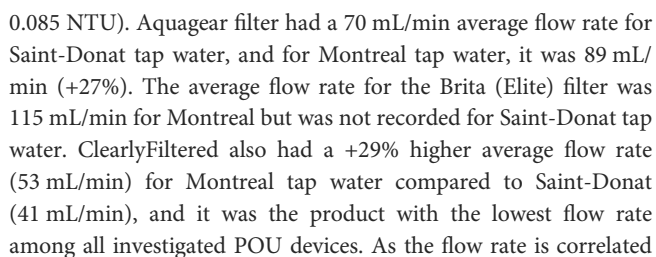 0.085 NTU). Aquagear filter had a 70 mL/min average flow rate for
Saint-Donat tap water, and for Montreal tap water, it was 89 mL/
min (+27%). The average flow rate for the Brita (Elite) filter was
115 mL/min for Montreal but was not recorded for Saint-Donat tap
water. ClearlyFiltered also had a +29% higher average flow rate
(53 mL/min) for Montreal tap water compared to Saint-Donat
(41 mL/min), and it was the product with the lowest flow rate
among all investigated POU devices. As the flow rate is correlated